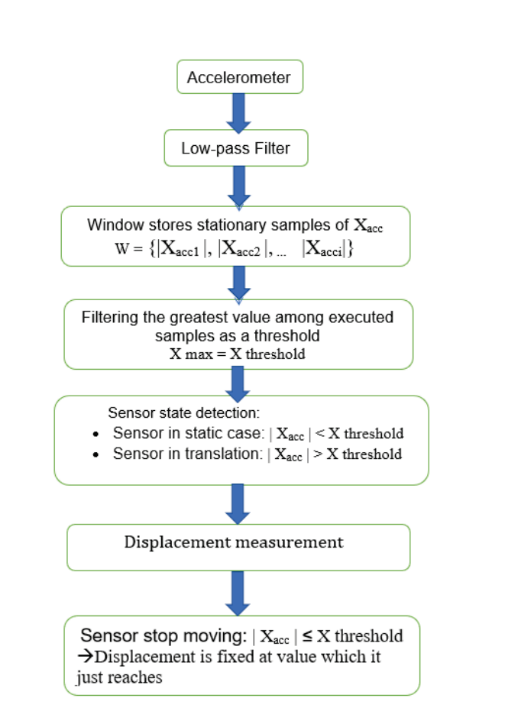 Accelerometer
Low-pass Filter
Window stores stationary samples of Xacc
W = {|Xacc1|, |Xacc2|, ... |Xacci|}
Filtering the greatest value among executed
samples as a threshold
X max = X threshold
Sensor state detection:
• Sensor in static case: | Xacc | < X threshold
• Sensor in translation: | Xacc | > X threshold
Displacement measurement
Sensor stop moving: | Xacc | ≤ X threshold
→Displacement is fixed at value which it
just reaches